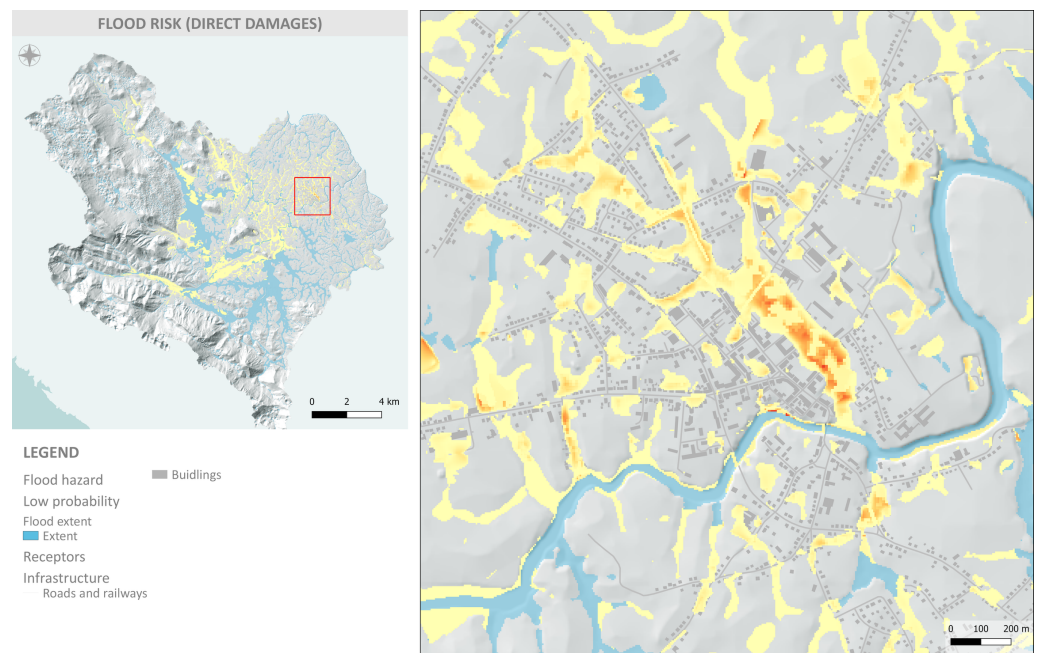 FLOOD RISK (DIRECT DAMAGES)
0 2 4 km
LEGEND
Flood hazard
Buidlings
Low probability
Flood extent
Extent
Receptors
Infrastructure
Roads and railways
0 100 200 m